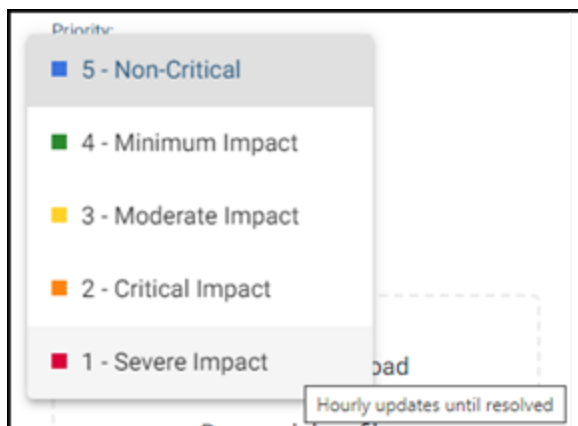 Priority:
5 - Non-Critical
4 - Minimum Impact
3 - Moderate Impact
2 - Critical Impact
1 - Severe Impact
Hourly updates until resolved